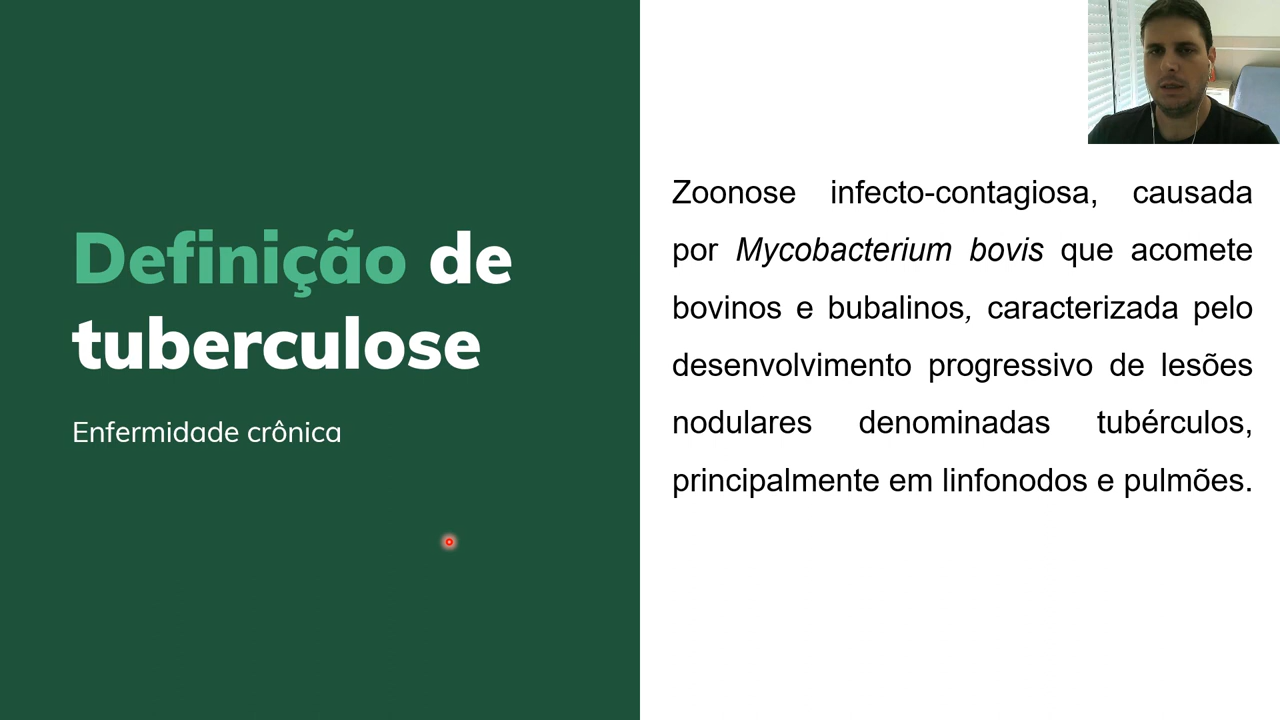 Definição de
tuberculose
Enfermidade crônica
Zoonose infecto-contagiosa, causada
por Mycobacterium bovis que acomete
bovinos e bubalinos, caracterizada pelo
desenvolvimento progressivo de lesões
nodulares denominadas tubérculos,
principalmente em linfonodos e pulmões.